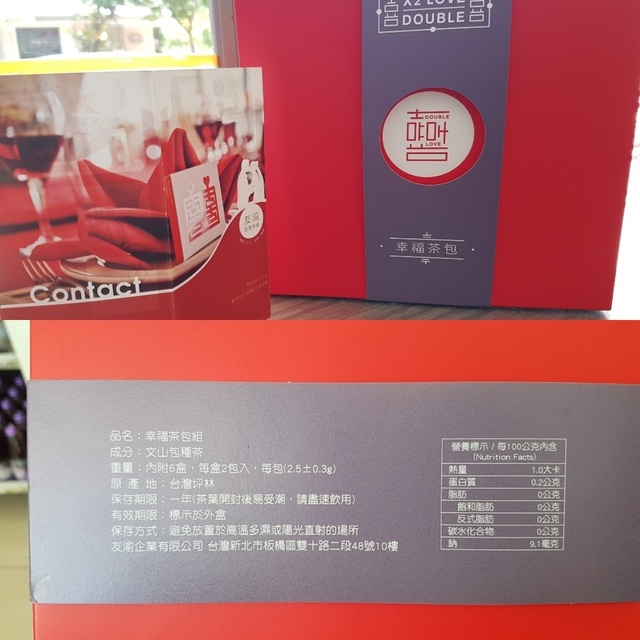 X2 LOVE
DOUBLE
DOUBLE
LOVE
幸福茶包
友渝
Contact
品名：幸福茶包組
成分：文山包種茶
重量：內附6盒，每盒2包入，每包(2.5±0.3g)
原 產 地：台灣坪林
保存期限：一年(茶葉開封後易受潮，請盡速飲用)
有效期限：標示於外盒
保存方式：避免放置於高溫多濕或陽光直射的場所
友渝企業有限公司 台灣新北市板橋區雙十路二段48號10樓
營養標示 / 每100公克內含
(Nutrition Facts)
熱量 1.0大卡
蛋白質 0.2公克
脂肪 0公克
飽和脂肪 0公克
反式脂肪 0公克
碳水化合物 0公克
鈉 9.1毫克